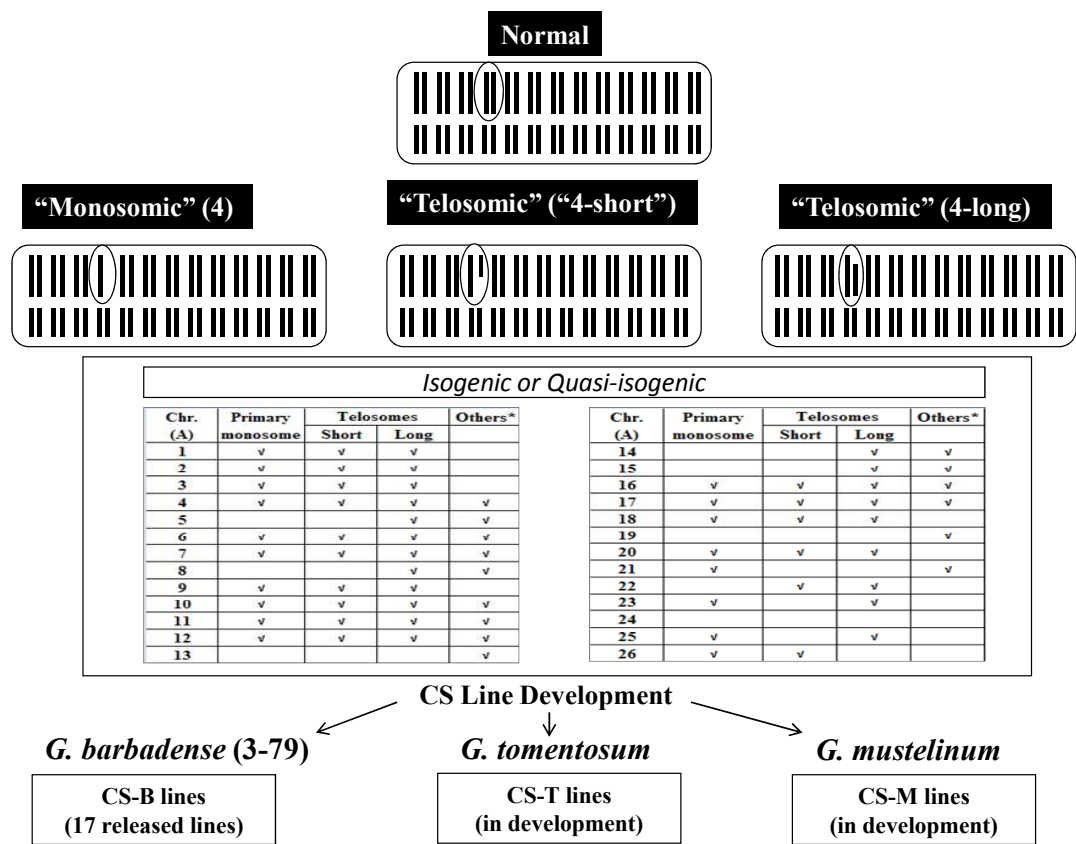 Normal
“Monosomic” (4)
“Telosomic” (“4-short”)
“Telosomic” (4-long)
Isogenic or Quasi-isogenic
Chr. (A) Primary monosome Telosomes Short Long Others*
1 √ √ √
2 √ √ √
3 √ √ √
4 √ √ √ √
5 √ √
6 √ √ √ √
7 √ √ √ √
8 √ √
9 √ √ √
10 √ √ √ √
11 √ √ √ √
12 √ √ √ √
13 √
Chr. (A) Primary monosome Telosomes Short Long Others*
14 √ √
15 √ √
16 √ √ √ √
17 √ √ √ √
18 √ √ √
19 √
20 √ √ √
21 √ √
22 √ √
23 √ √
24
25 √ √
26 √ √
CS Line Development
G. barbadense (3-79)
G. tomentosum
G. mustelinum
CS-B lines
(17 released lines)
CS-T lines
(in development)
CS-M lines
(in development)